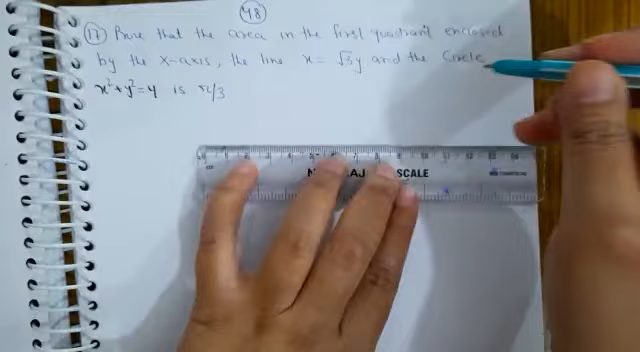 48
17 Prove that the area in the first quadrant enclosed
by the x-axis, the line x = √3y and the Circle
x²+y²=4 is π/3
SCALE